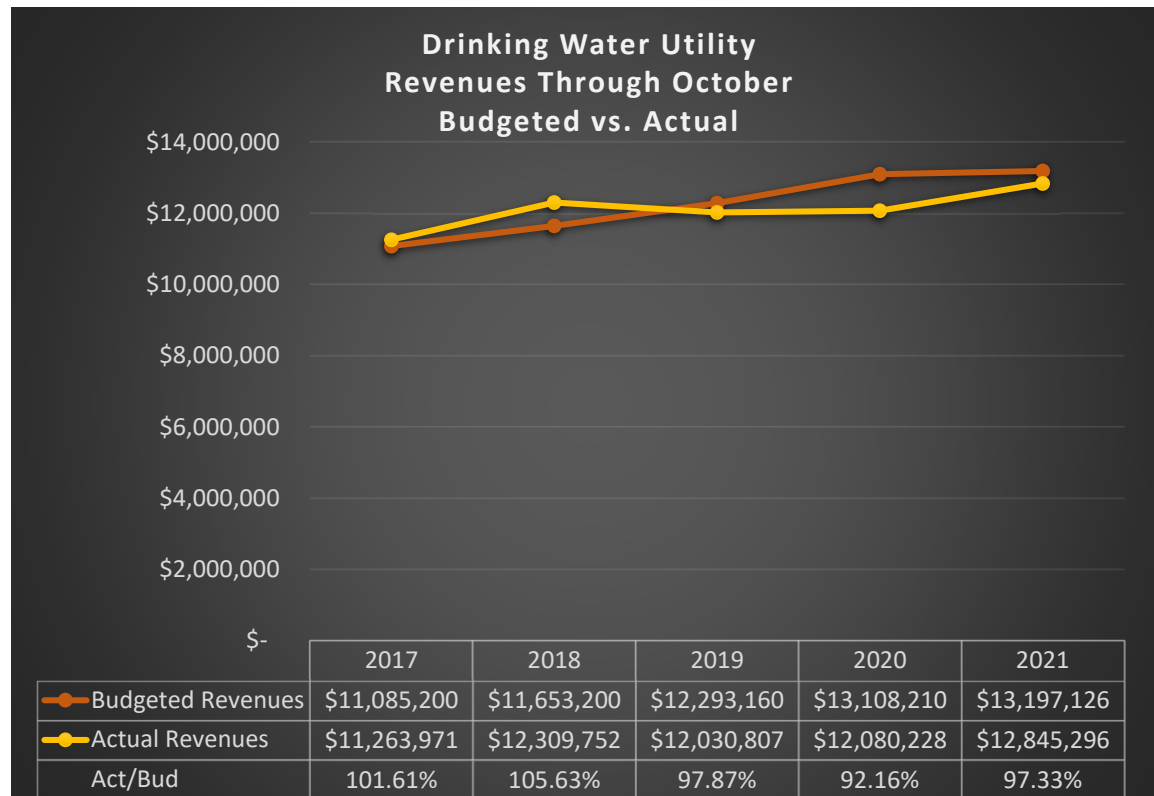 Drinking Water Utility
Revenues Through October
Budgeted vs. Actual
$14,000,000
$12,000,000
$10,000,000
$8,000,000
$6,000,000
$4,000,000
$2,000,000
$-
2017 2018 2019 2020 2021
Budgeted Revenues $11,085,200 $11,653,200 $12,293,160 $13,108,210 $13,197,126
Actual Revenues $11,263,971 $12,309,752 $12,030,807 $12,080,228 $12,845,296
Act/Bud 101.61% 105.63% 97.87% 92.16% 97.33%